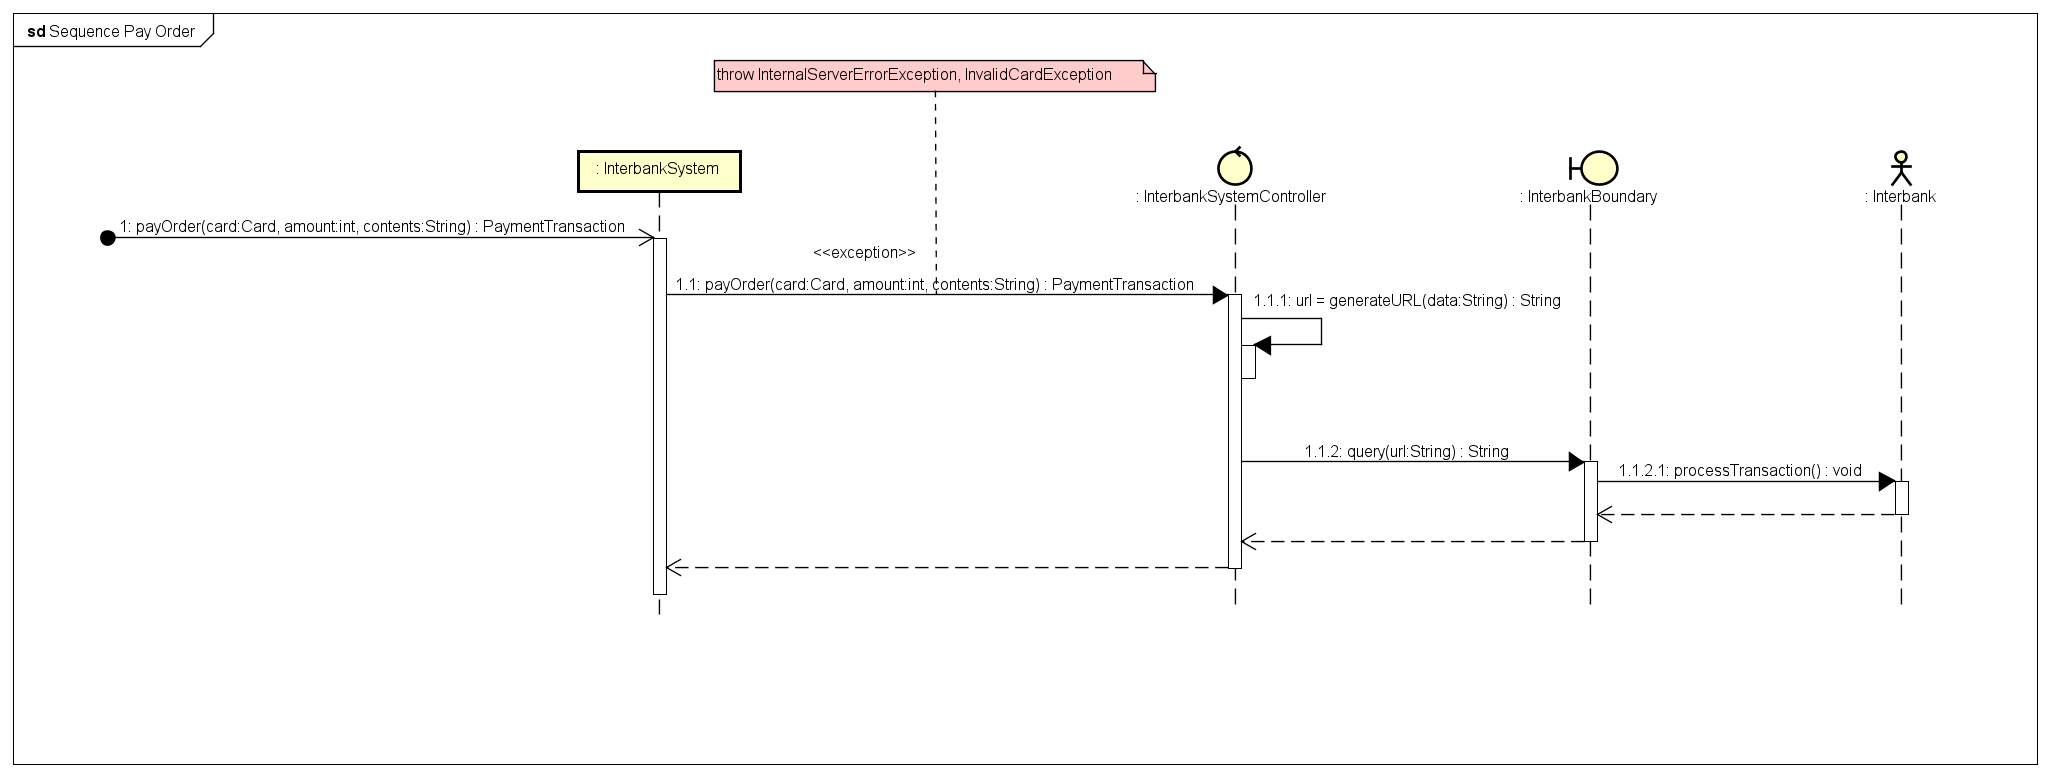 sd Sequence Pay Order
throw InternalServerErrorException, InvalidCardException
: InterbankSystem
: InterbankSystemController
: InterbankBoundary
: Interbank
1: payOrder(card:Card, amount:int, contents:String) : PaymentTransaction
<<exception>>
1.1: payOrder(card:Card, amount:int, contents:String) : PaymentTransaction
1.1.1: url = generateURL(data:String) : String
1.1.2: query(url:String) : String
1.1.2.1: processTransaction() : void